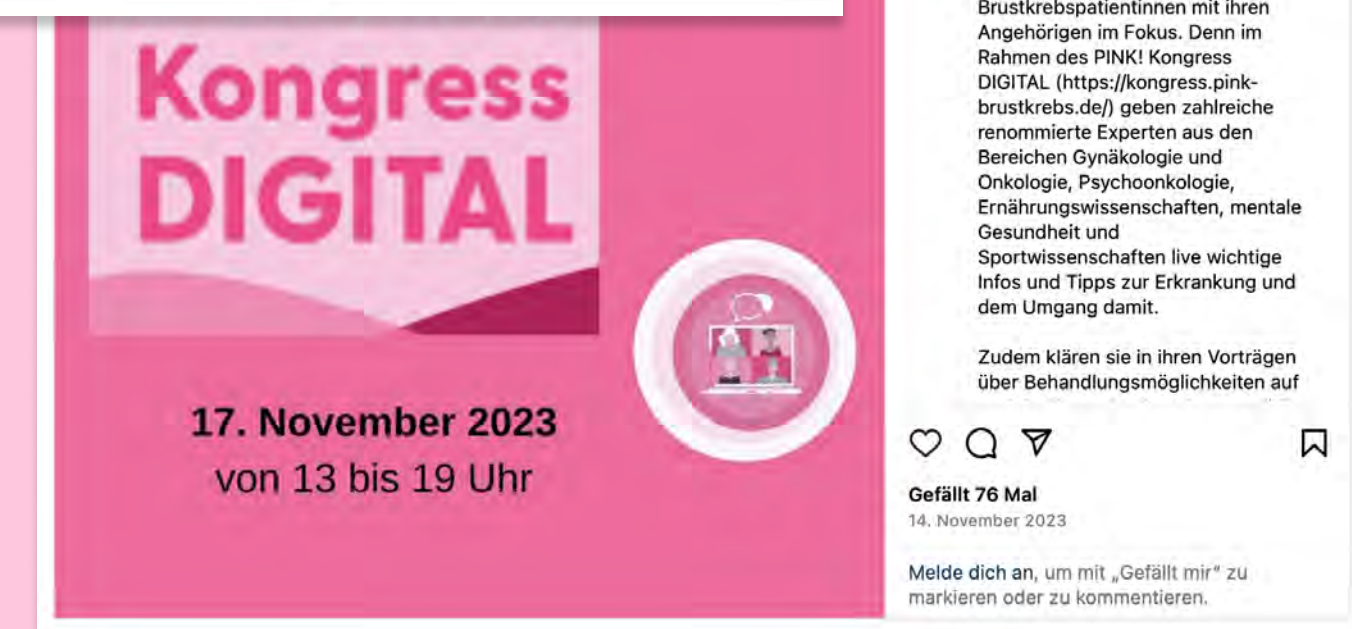 Kongress
DIGITAL
17. November 2023
von 13 bis 19 Uhr
Brustkrebspatientinnen mit ihren
Angehörigen im Fokus. Denn im
Rahmen des PINK! Kongress
DIGITAL (https://kongress.pink-
brustkrebs.de/) geben zahlreiche
renommierte Experten aus den
Bereichen Gynäkologie und
Onkologie, Psychoonkologie,
Ernährungswissenschaften, mentale
Gesundheit und
Sportwissenschaften live wichtige
Infos und Tipps zur Erkrankung und
dem Umgang damit.
Zudem klären sie in ihren Vorträgen
über Behandlungsmöglichkeiten auf
Gefällt 76 Mal
14. November 2023
Melde dich an, um mit „Gefällt mir“ zu
markieren oder zu kommentieren.